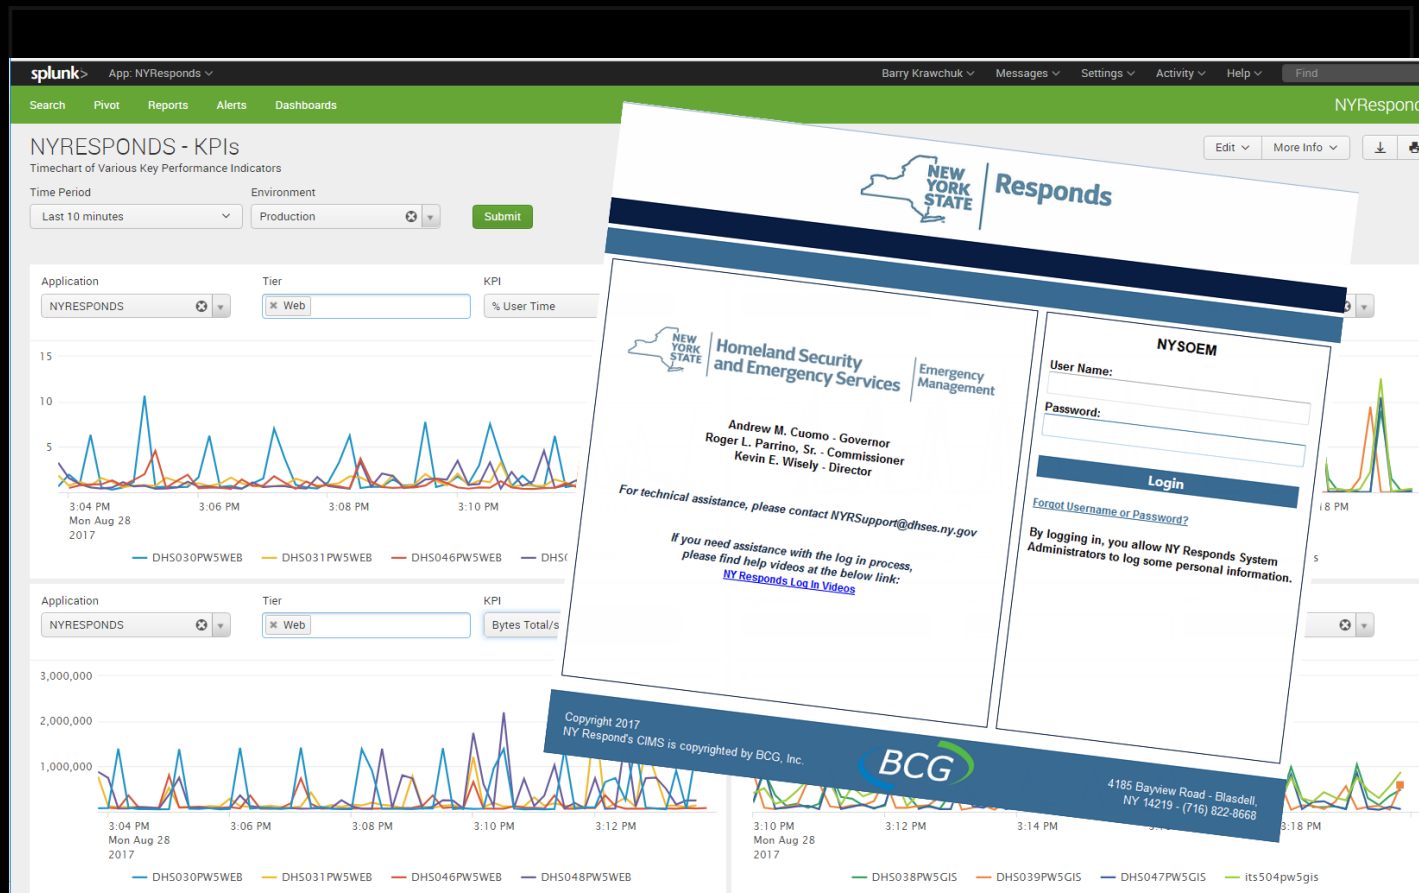 splunk> App: NYResponds Barry Krawchuk Messages Settings Activity Help Find
Search Pivot Reports Alerts Dashboards NYRespond
NYRESPONDS - KPIs
Edit More Info
Timechart of Various Key Performance Indicators
Time Period Environment
Last 10 minutes Production Submit
Application Tier KPI
NYRESPONDS Web % User Time
15
10
5
3:04 PM 3:06 PM 3:08 PM 3:10 PM
Mon Aug 28
2017
DHS030PW5WEB DHS031PW5WEB DHS046PW5WEB
Application Tier KPI
NYRESPONDS Web Bytes Total/s
3,000,000
2,000,000
1,000,000
3:04 PM 3:06 PM 3:08 PM 3:10 PM 3:12 PM
Mon Aug 28
2017
DHS030PW5WEB DHS031PW5WEB DHS046PW5WEB DHS048PW5WEB
NEW
YORK
STATE
Responds
NEW
YORK
STATE
Homeland Security
and Emergency Services
Emergency
Management
Andrew M. Cuomo - Governor
Roger L. Parrino, Sr. - Commissioner
Kevin E. Wisely - Director
For technical assistance, please contact NYRSupport@dhses.ny.gov
If you need assistance with the log in process,
please find help videos at the below link:
NY Responds Log In Videos
NYSOEM
User Name:
Password:
Login
Forgot Username or Password?
By logging in, you allow NY Responds System
Administrators to log some personal information.
Copyright 2017
NY Respond's CIMS is copyrighted by BCG, Inc.
BCG
4185 Bayview Road - Blasdell,
NY 14219 - (716) 822-8668
3:10 PM 3:12 PM 3:14 PM 3:18 PM
Mon Aug 28
2017
DHS038PW5GIS DHS039PW5GIS DHS047PW5GIS its504pw5gis